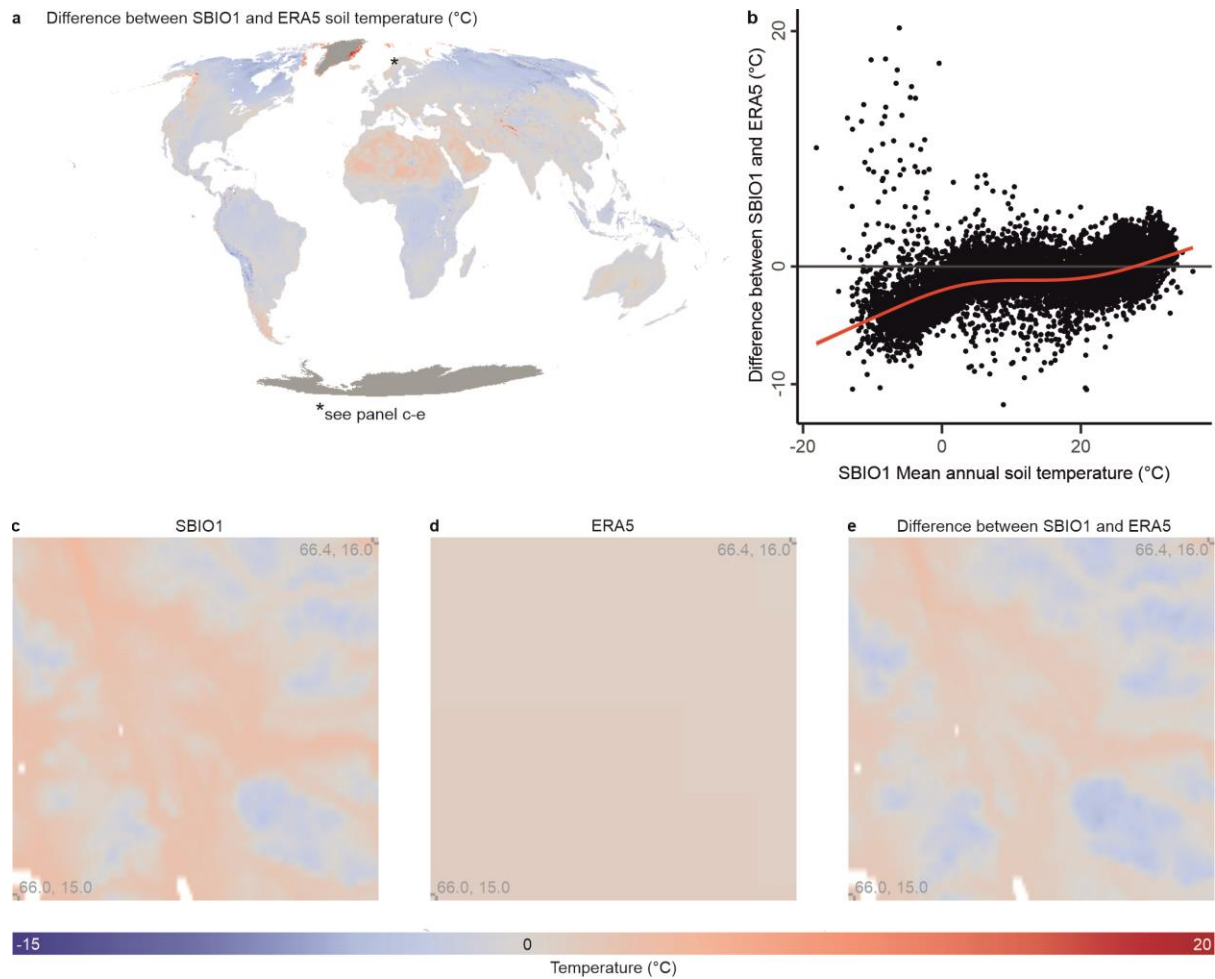 a Difference between SBIO1 and ERA5 soil temperature (°C)
*
*see panel c-e
b
Difference between SBIO1 and ERA5 (°C)
20
0
-10
-20 0 20
SBIO1 Mean annual soil temperature (°C)
c SBIO1
66.4, 16.0
66.0, 15.0
d ERA5
66.4, 16.0
66.0, 15.0
e Difference between SBIO1 and ERA5
66.4, 16.0
66.0, 15.0
-15 0 20
Temperature (°C)